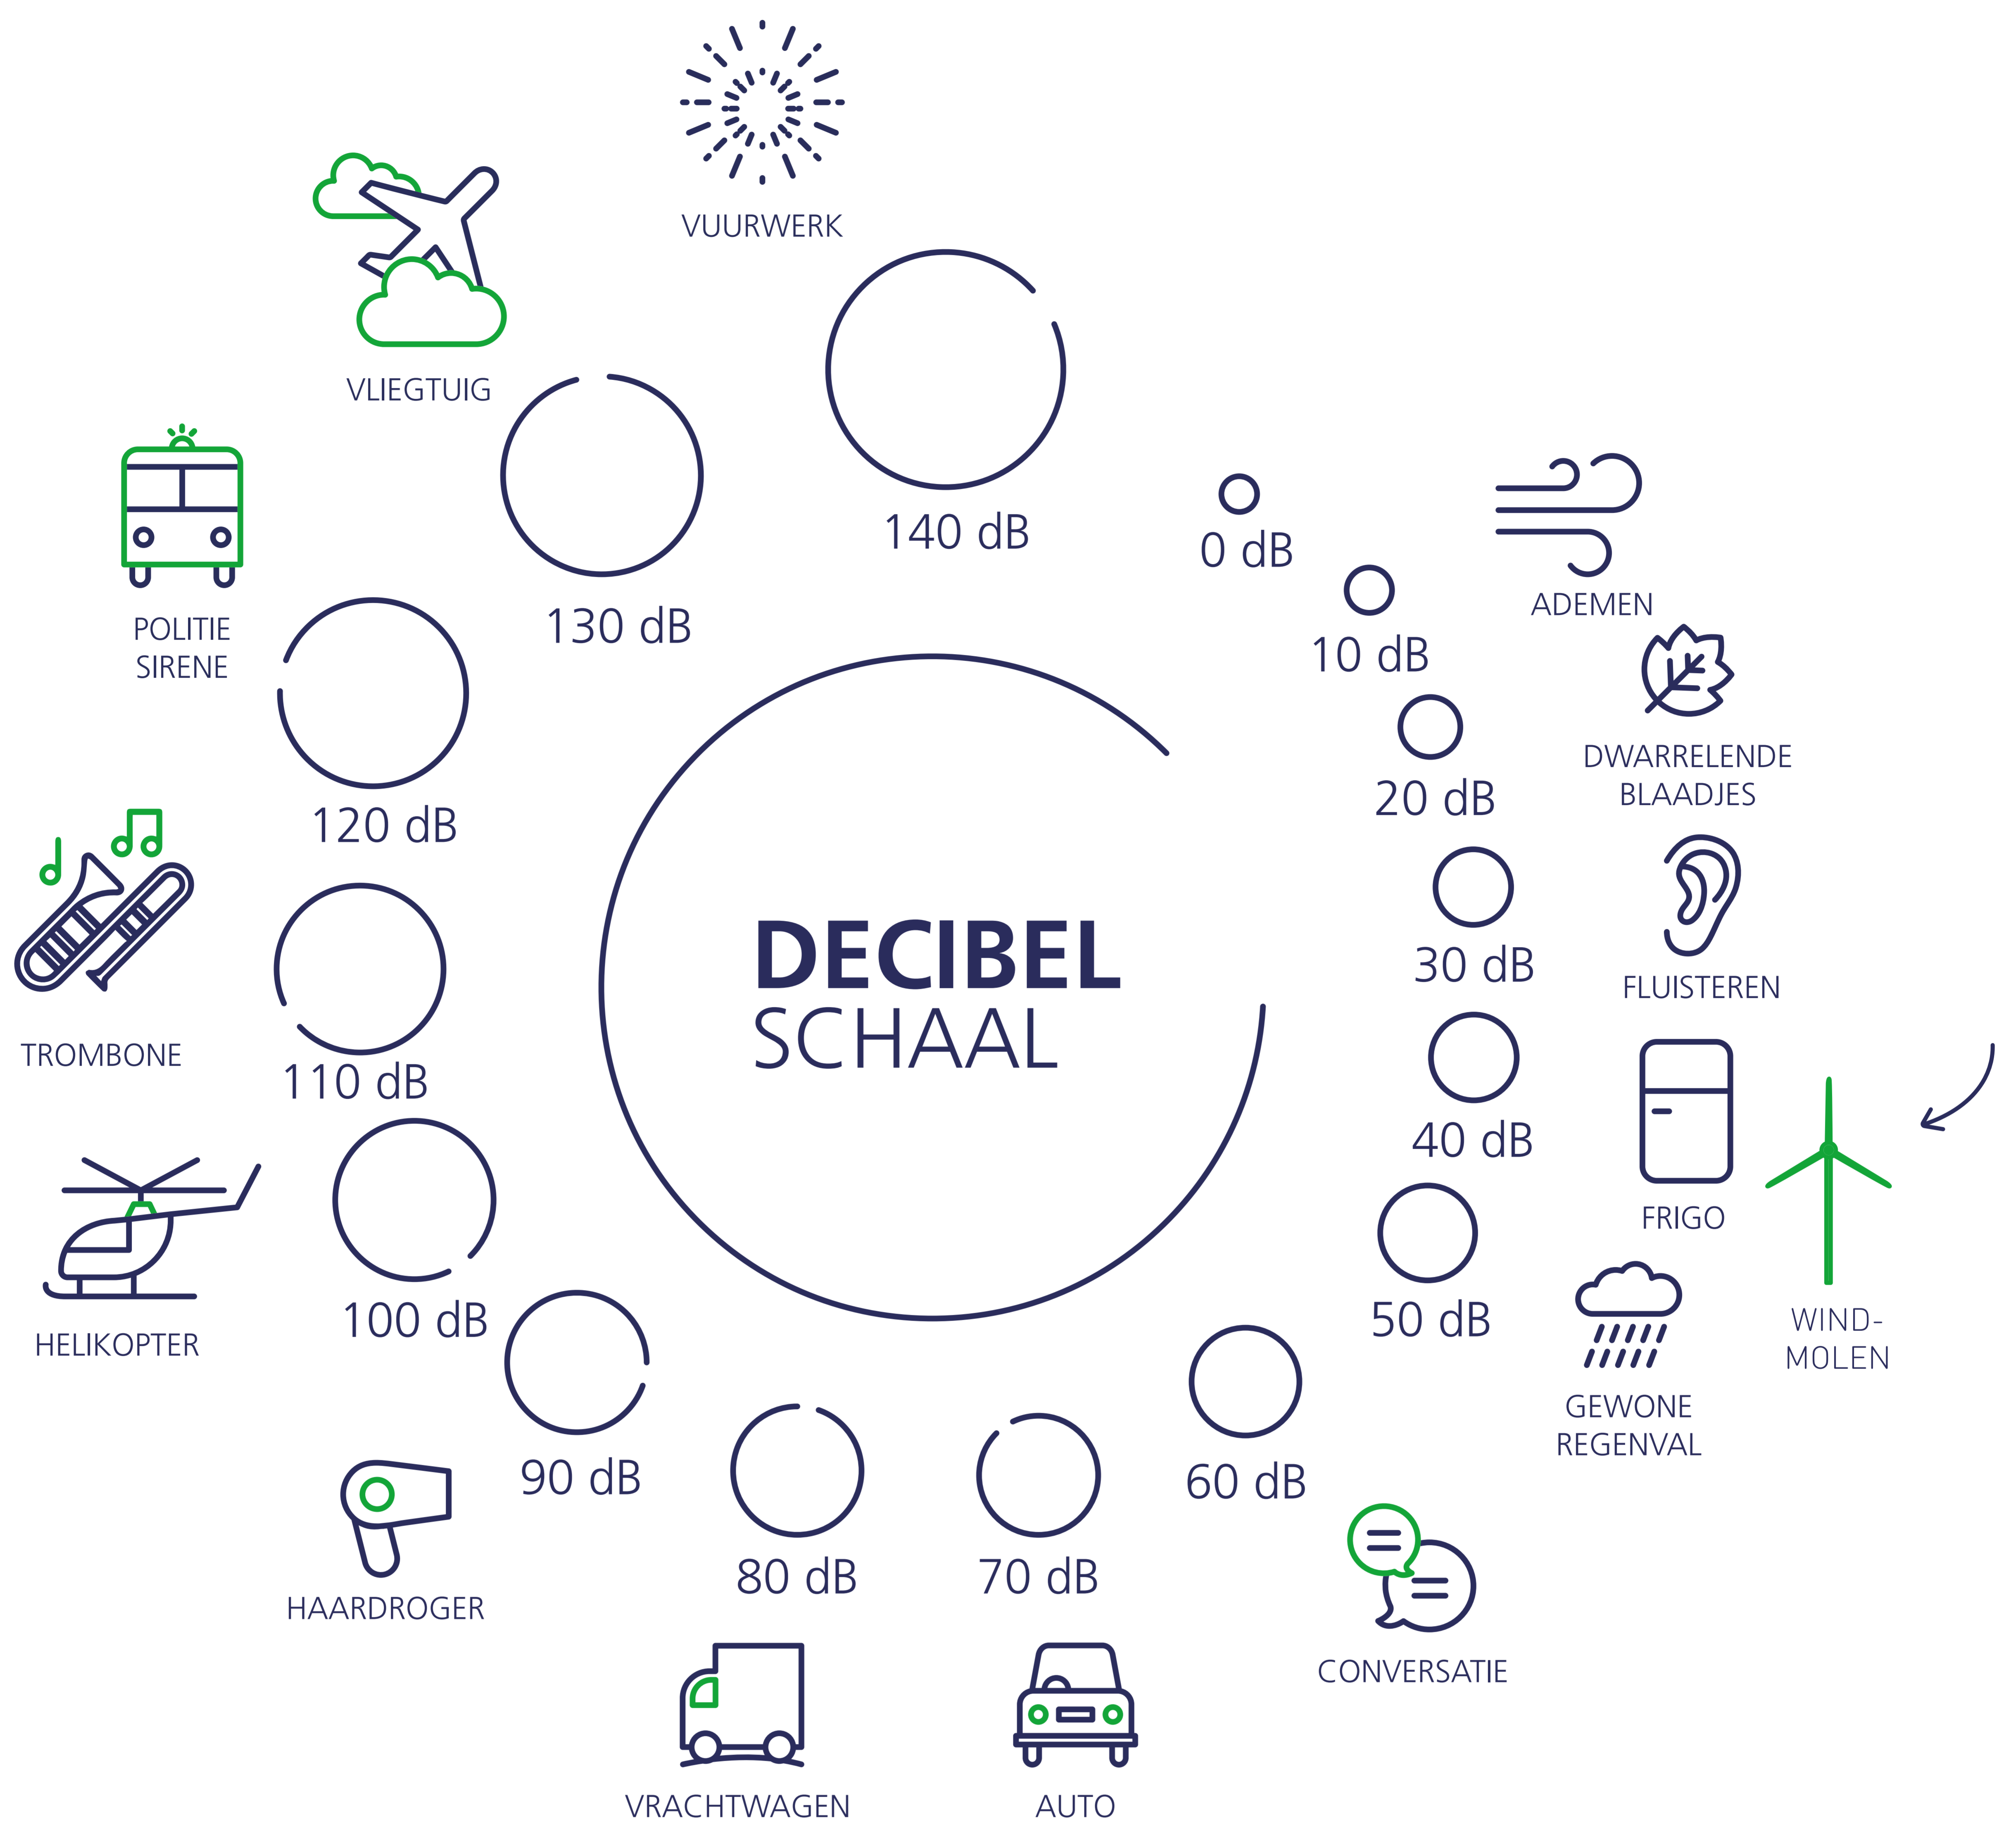 VUURWERK
VLIEGTUIG
140 dB
0 dB
ADEMEN
130 dB
POLITIE
SIRENE
10 dB
DWARRELENDE
BLAADJES
20 dB
120 dB
DECIBEL
SCHAAL
30 dB
FLUISTEREN
TROMBONE
110 dB
40 dB
FRIGO
100 dB
50 dB
WIND-
MOLEN
HELIKOPTER
GEWONE
REGENVAL
90 dB
60 dB
80 dB
70 dB
HAARDROGER
CONVERSATIE
VRACHTWAGEN
AUTO